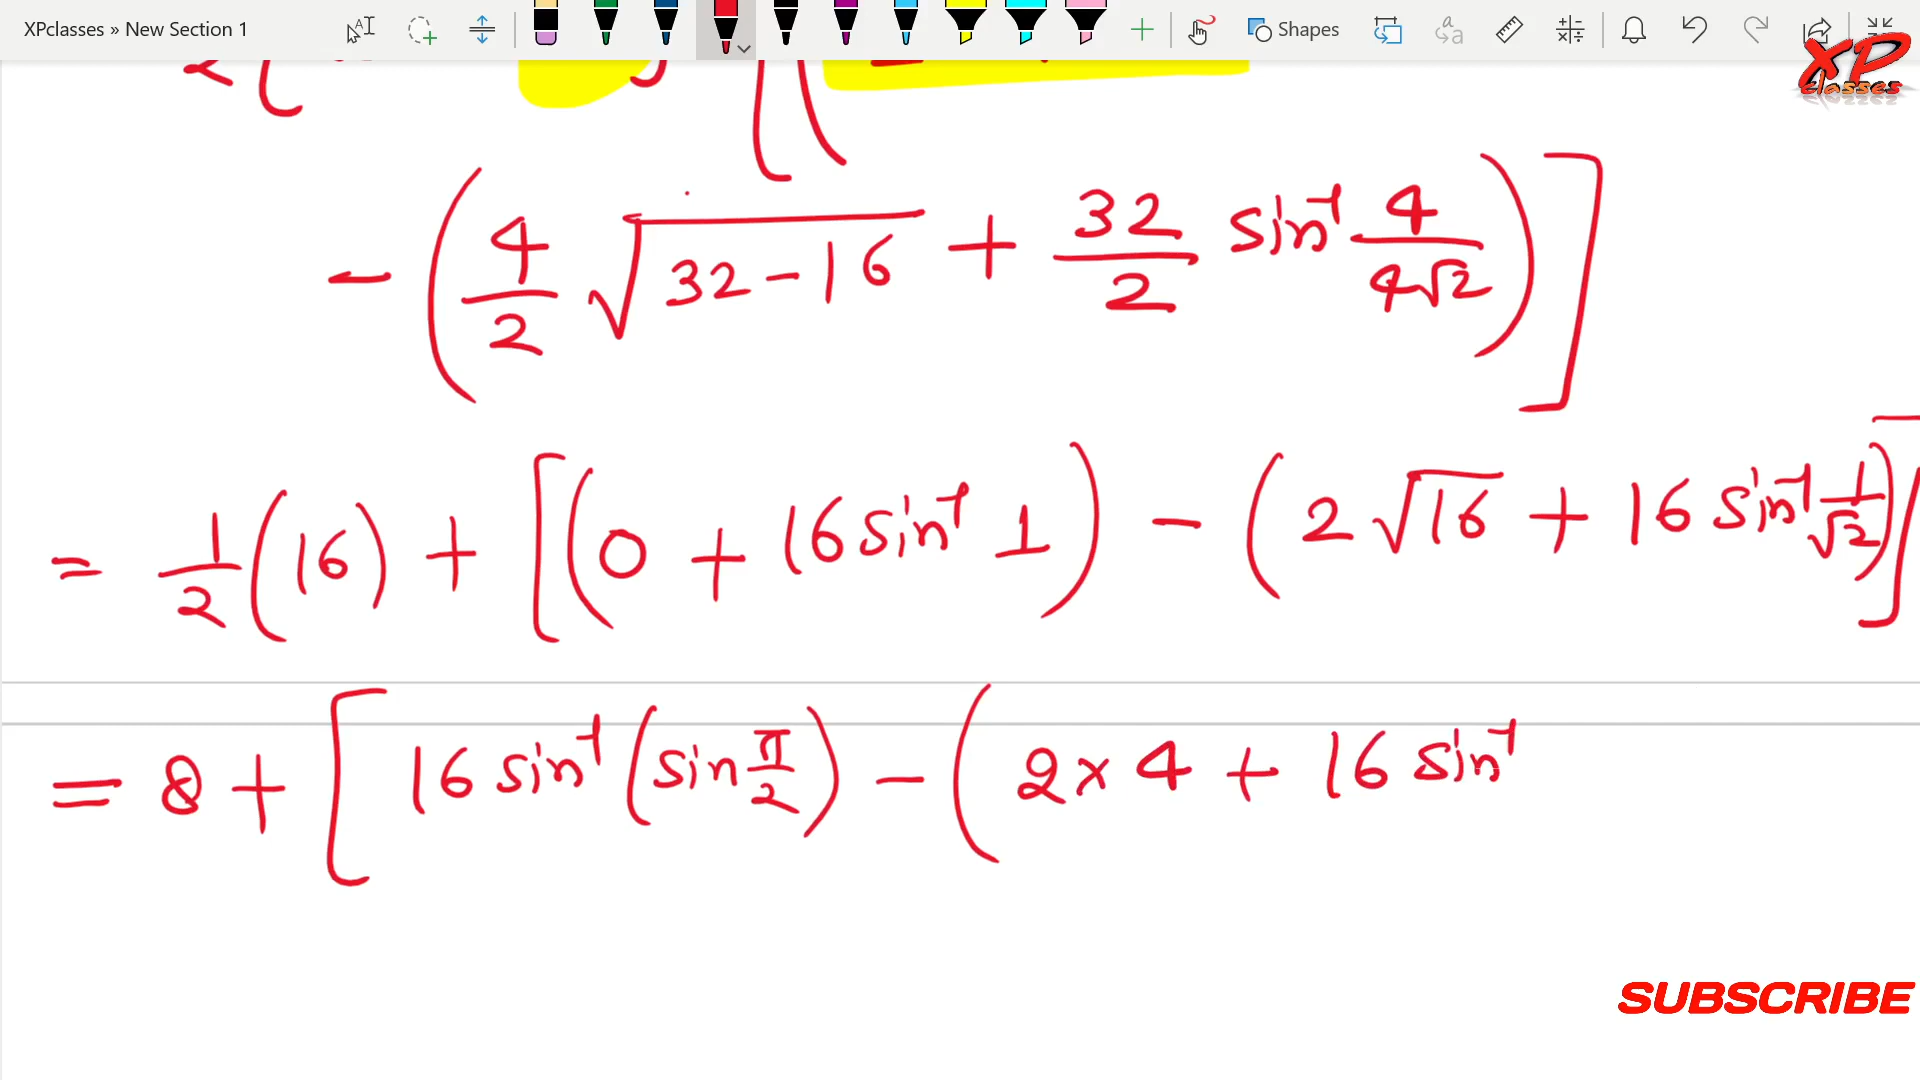 XPclasses » New Section 1
Shapes
XP
classes
- ( 4/2 √(32-16) + 32/2 sin⁻¹ 4/(4√2) ) ]
= 1/2 (16) + [ ( 0 + 16 sin⁻¹ 1 ) - ( 2 √16 + 16 sin⁻¹ 1/√2 ) ]
= 8 + [ 16 sin⁻¹ ( sin π/2 ) - ( 2 × 4 + 16 sin⁻¹
SUBSCRIBE